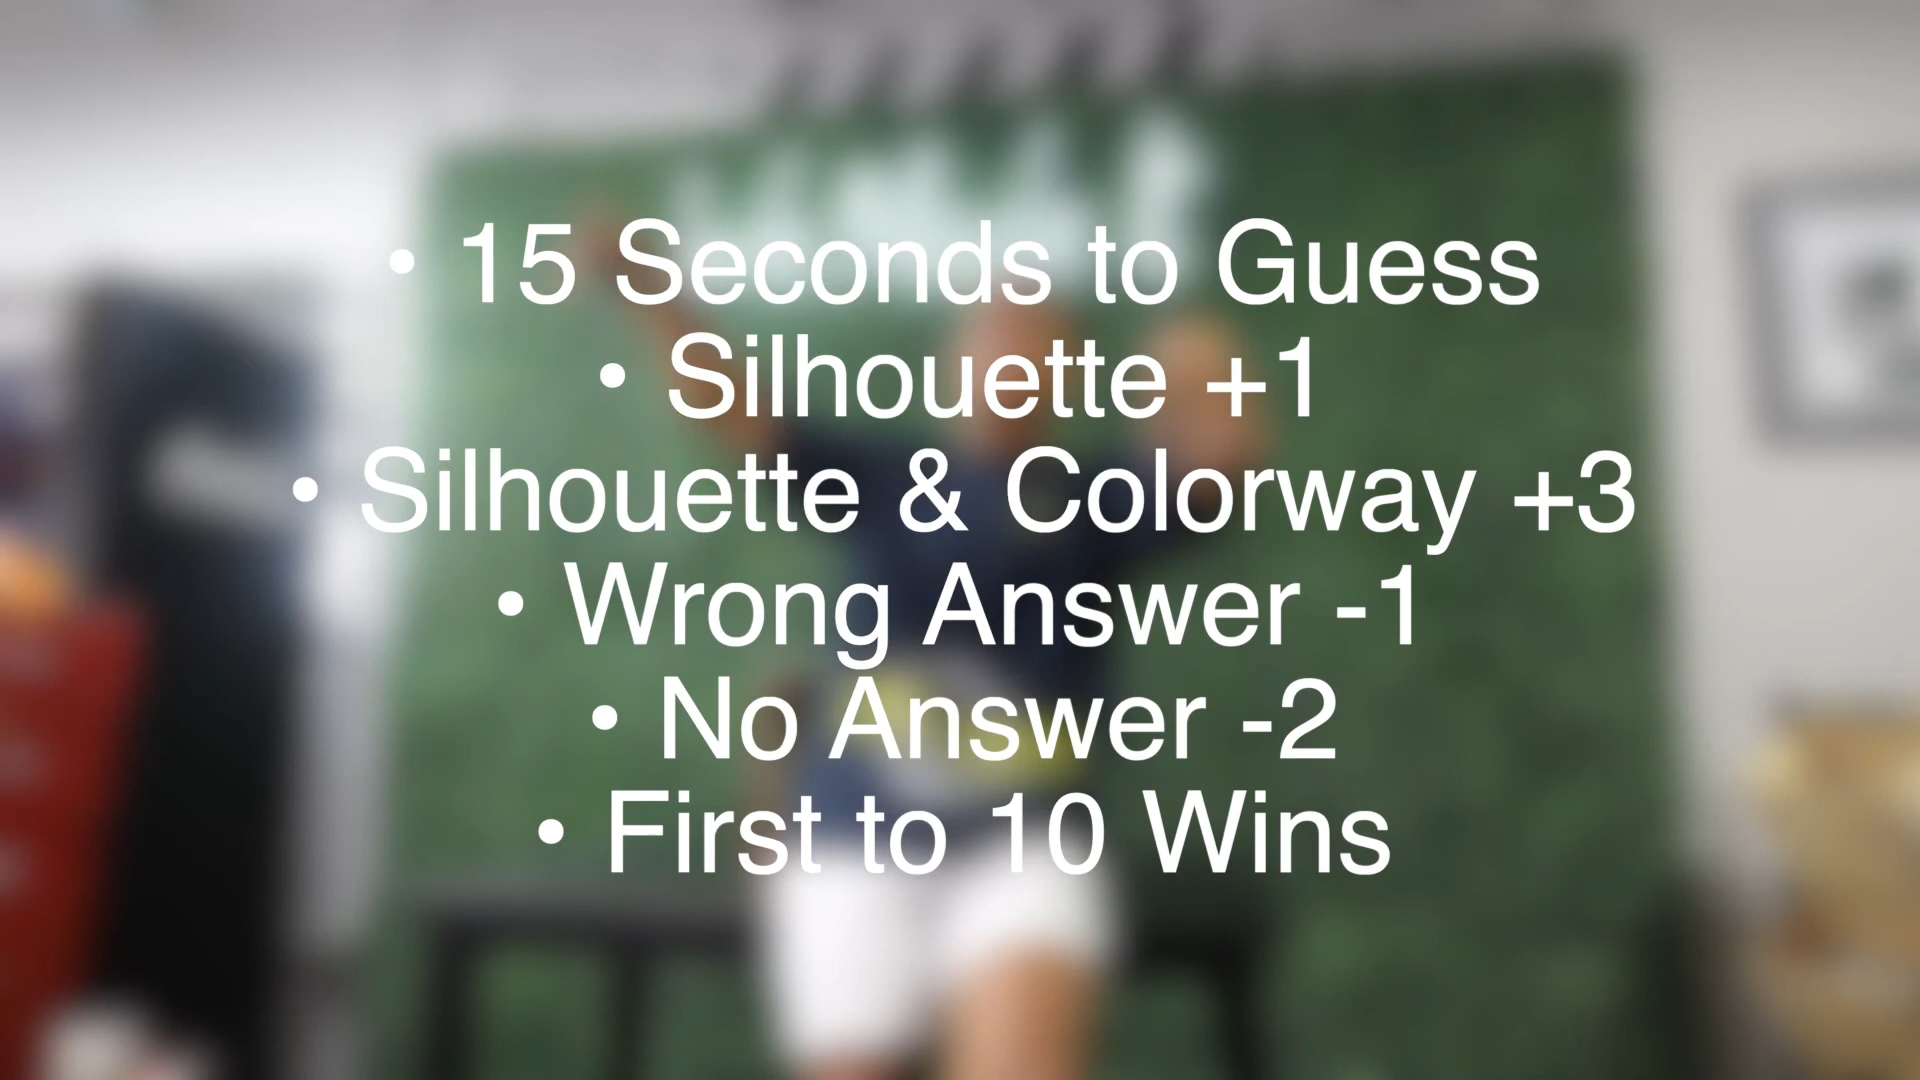 • 15 Seconds to Guess
• Silhouette +1
• Silhouette & Colorway +3
• Wrong Answer -1
• No Answer -2
• First to 10 Wins